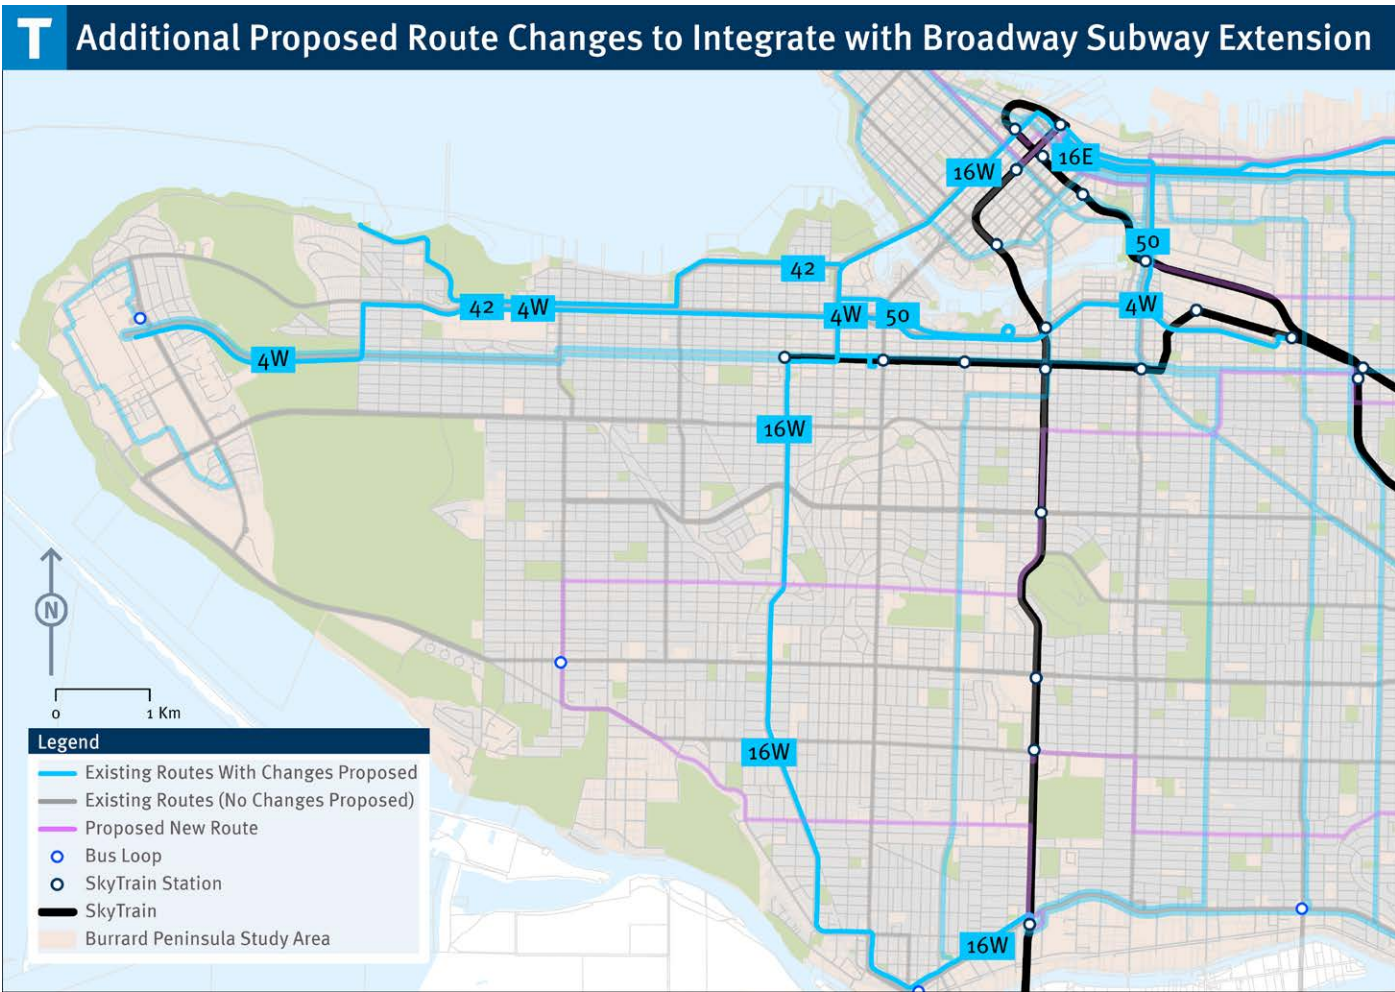 T Additional Proposed Route Changes to Integrate with Broadway Subway Extension
16W
16E
50
42
42
4W
4W
50
4W
4W
16W
N
0 1 Km
16W
16W
Legend
Existing Routes With Changes Proposed
Existing Routes (No Changes Proposed)
Proposed New Route
Bus Loop
SkyTrain Station
SkyTrain
Burrard Peninsula Study Area